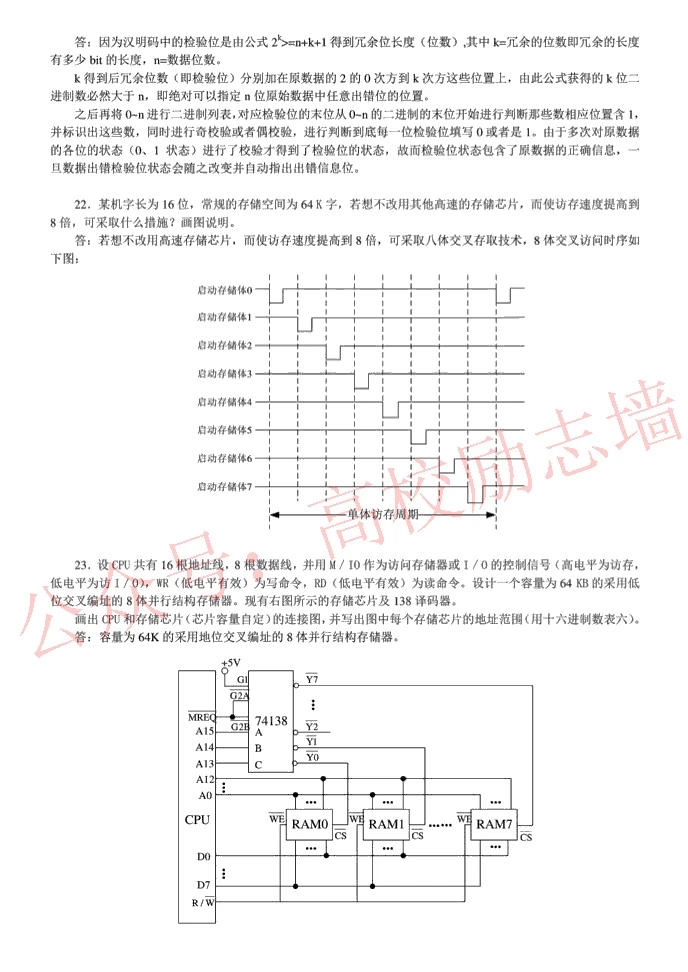 答：因为汉明码中的检验位是由公式 2^k>=n+k+1 得到冗余位长度（位数）,其中 k=冗余的位数即冗余的长度
有多少 bit 的长度，n=数据位数。
k 得到后冗余位数（即检验位）分别加在原数据的 2 的 0 次方到 k 次方这些位置上，由此公式获得的 k 位二
进制数必然大于 n，即绝对可以指定 n 位原始数据中任意出错位的位置。
之后再将 0~n 进行二进制列表，对应检验位的末位从 0~n 的二进制的末位开始进行判断那些数相应位置含 1，
并标识出这些数，同时进行奇校验或者偶校验，进行判断到底每一位检验位填写 0 或者是 1。由于多次对原数据
的各位的状态（0、1 状态）进行了校验才得到了检验位的状态，故而检验位状态包含了原数据的正确信息，一
旦数据出错检验位状态会随之改变并自动指出出错信息位。
22．某机字长为 16 位，常规的存储空间为 64 K 字，若想不改用其他高速的存储芯片，而使访存速度提高到
8 倍，可采取什么措施？画图说明。
答：若想不改用高速存储芯片，而使访存速度提高到 8 倍，可采取八体交叉存取技术，8 体交叉访问时序如
下图：
启动存储体0
启动存储体1
启动存储体2
启动存储体3
启动存储体4
启动存储体5
启动存储体6
启动存储体7
单体访存周期
23．设 CPU 共有 16 根地址线，8 根数据线，并用 M／IO 作为访问存储器或 I／O 的控制信号（高电平为访存，
低电平为访 I／O），WR（低电平有效）为写命令，RD（低电平有效）为读命令。设计一个容量为 64 KB 的采用低
位交叉编址的 8 体并行结构存储器。现有右图所示的存储芯片及 138 译码器。
画出 CPU 和存储芯片（芯片容量自定）的连接图，并写出图中每个存储芯片的地址范围（用十六进制数表六）。
答：容量为 64K 的采用地位交叉编址的 8 体并行结构存储器。
+5V
G1 Y7
G2A
MREQ 74138
A15 G2B A Y2
A14 B Y1
A13 C Y0
A12
A0
CPU WE RAM0 CS WE RAM1 CS WE RAM7 CS
D0
D7
R / W
公众号：高校励志墙